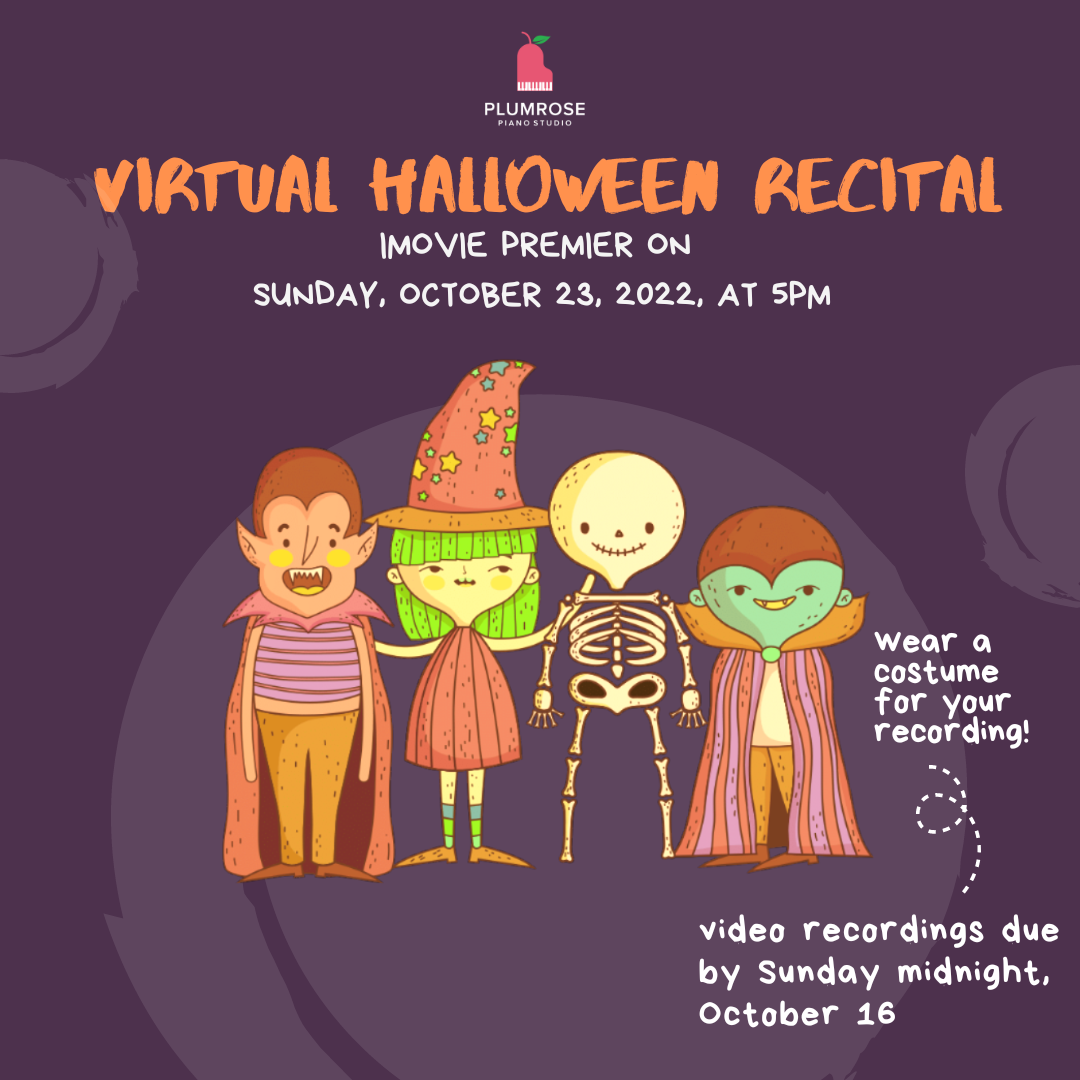 PLUMROSE
PIANO STUDIO
VIRTUAL HALLOWEEN RECITAL
IMOVIE PREMIER ON
SUNDAY, OCTOBER 23, 2022, AT 5PM
Wear a
costume
for your
recording!
video recordings due
by Sunday midnight,
October 16